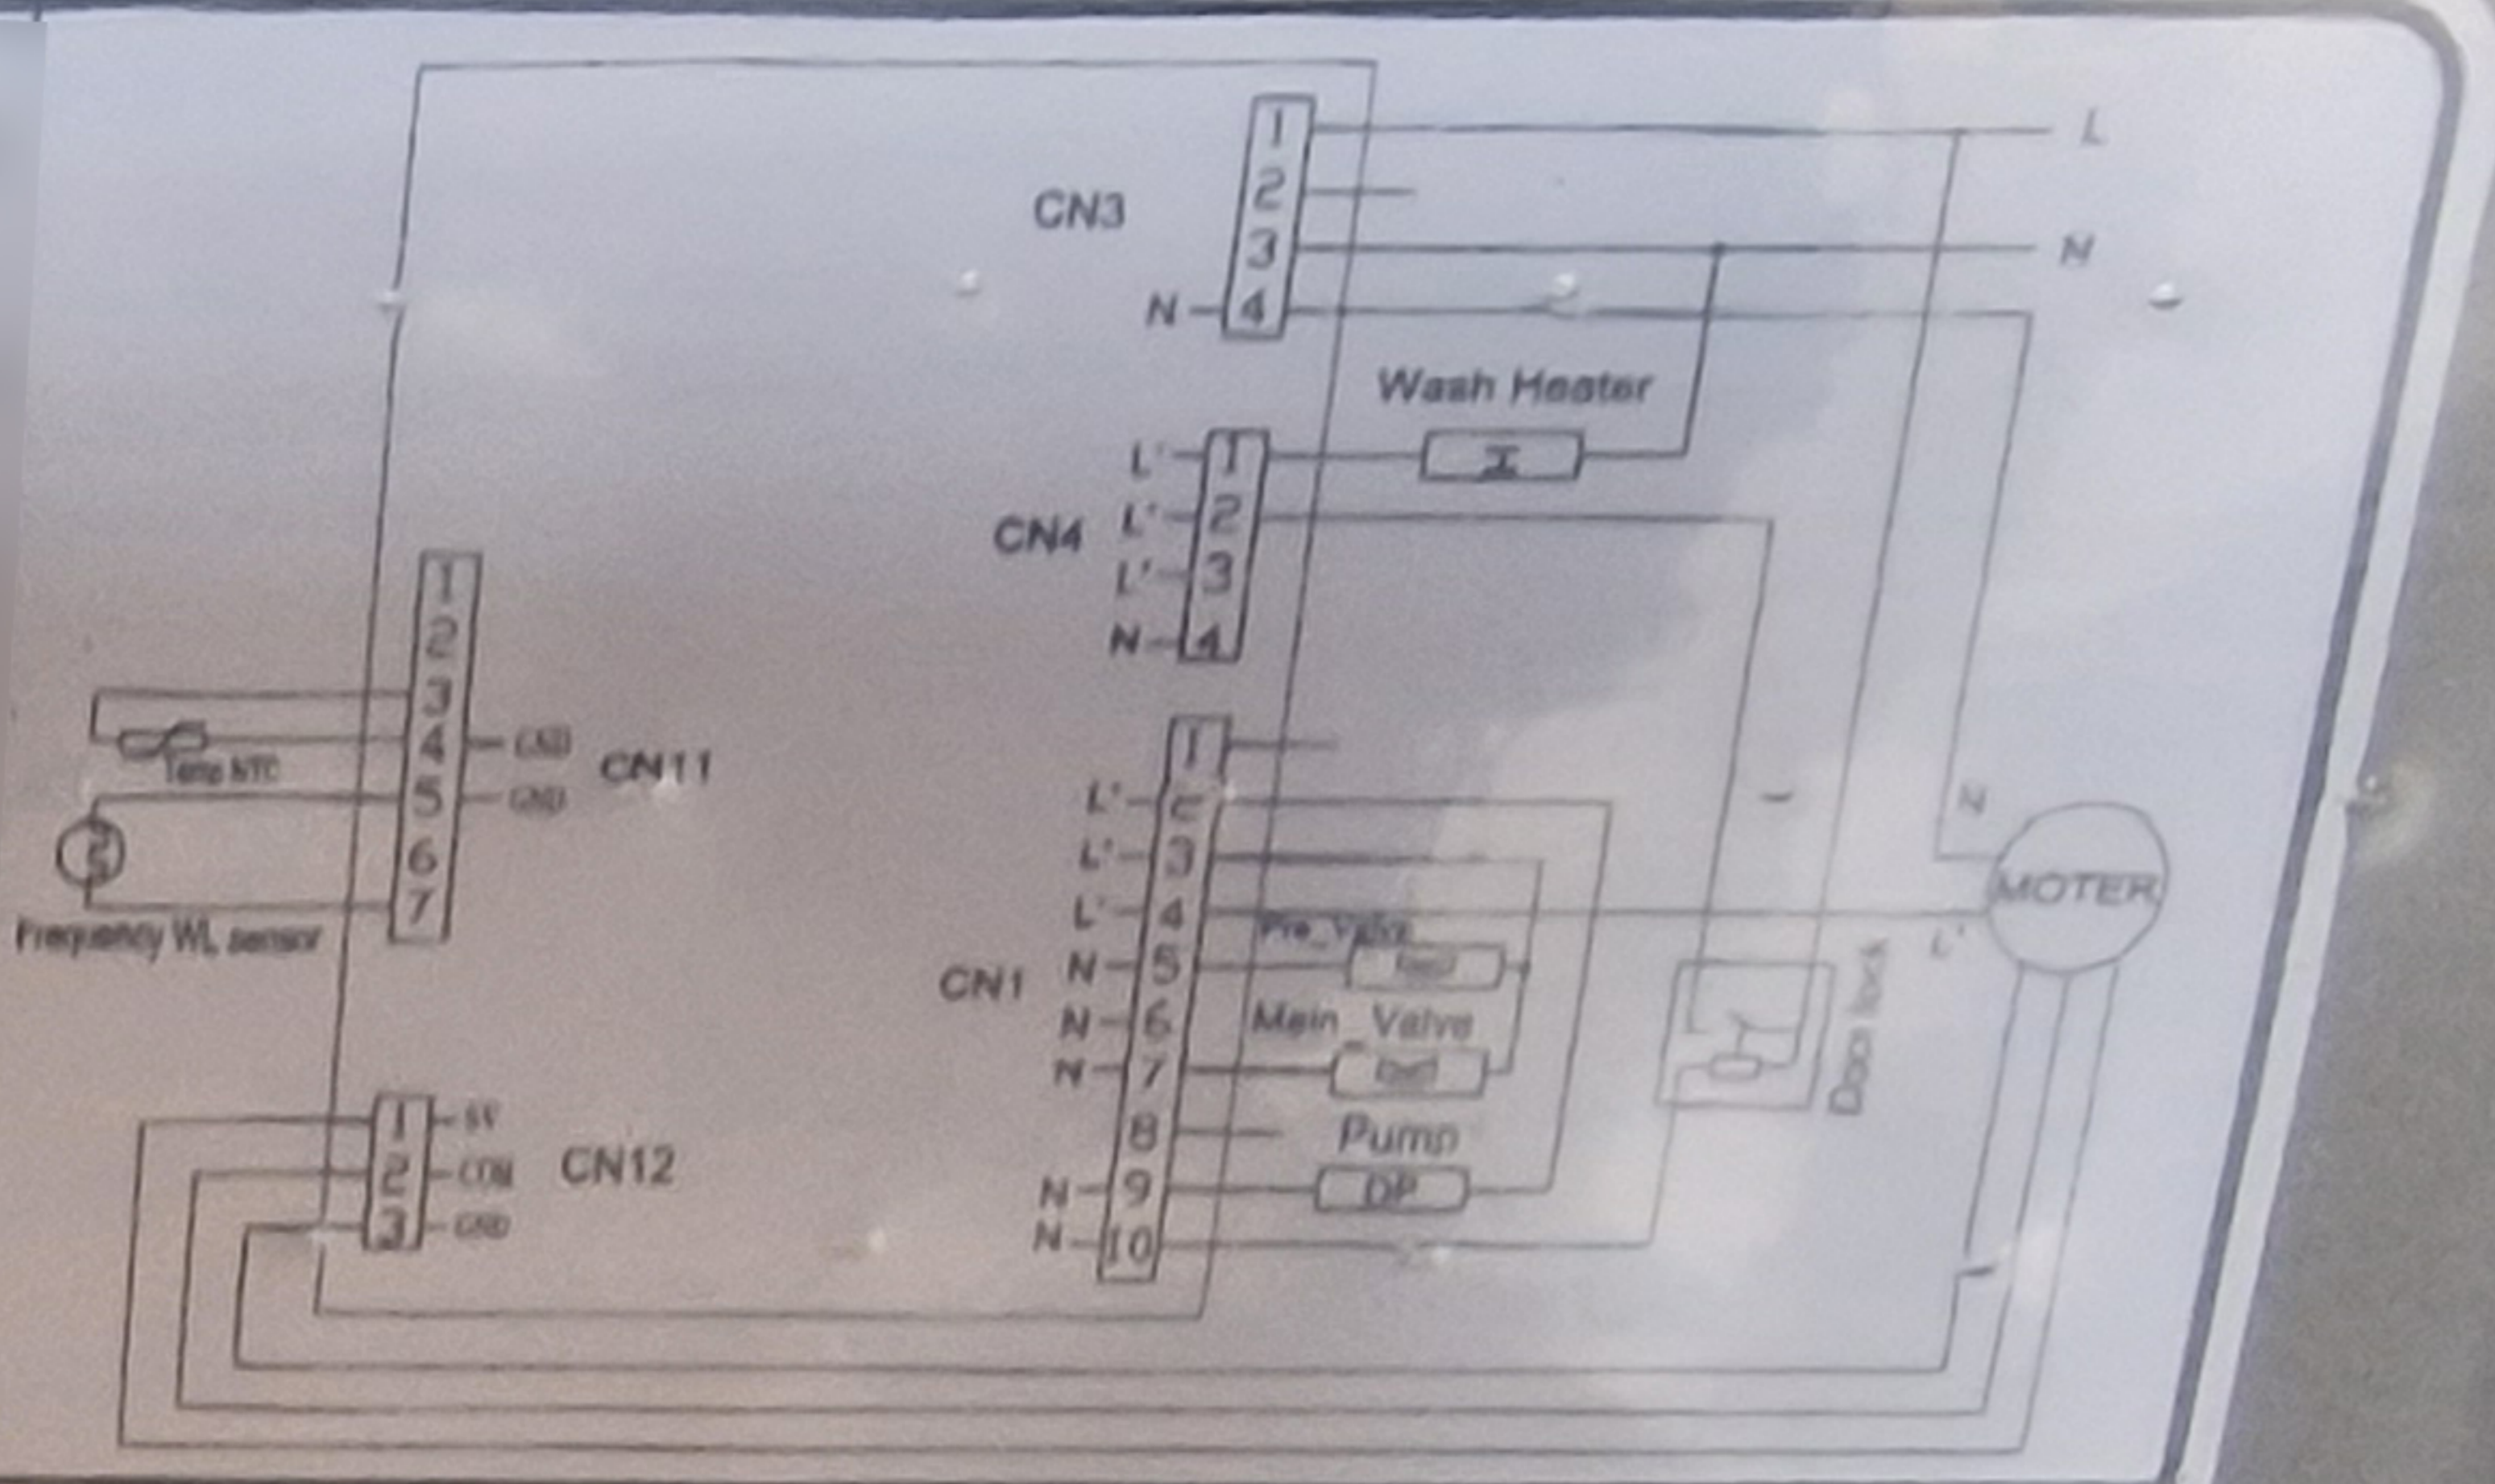 1
L
2
CN3
3
N
N
4
Wash Heater
L'
1
CN4
L'
2
L'
3
N
4
1
2
3
4
GND
Temp NTC
CN11
5
GND
6
7
Frequency WL sensor
1
L'
2
L'
3
L'
4
Pre_Valve
CN1
N
5
N
6
Main_Valve
N
7
8
Pump
N
9
DP
N
10
N
MOTER
L'
Door lock
1
5V
2
COM
CN12
3
GND